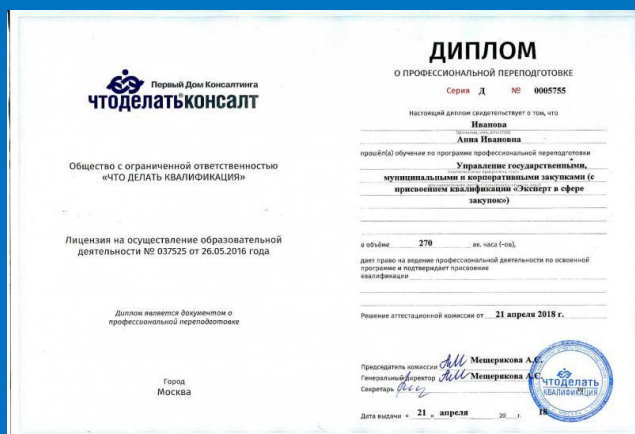 Первый Дом Консалтинга
ЧТОДЕЛАТЬКОНСАЛТ
Общество с ограниченной ответственностью
«ЧТО ДЕЛАТЬ КВАЛИФИКАЦИЯ»
Лицензия на осуществление образовательной
деятельности № 037525 от 26.05.2016 года
Диплом является документом о
профессиональной переподготовке
Город
Москва
ДИПЛОМ
О ПРОФЕССИОНАЛЬНОЙ ПЕРЕПОДГОТОВКЕ
Серия Д № 0005755
Настоящий диплом свидетельствует о том, что
Иванова
Анна Ивановна
прошёл(а) обучение по программе профессиональной переподготовки
Управление государственными,
муниципальными и корпоративными закупками (с
присвоением квалификации «Эксперт в сфере
закупок»)
в объёме 270 ак. часа (-ов),
дает право на ведение профессиональной деятельности по освоенной
программе и подтверждает присвоение
квалификации
Решение аттестационной комиссии от 21 апреля 2018 г.
Председатель комиссии Мещерякова А.С.
Генеральный директор Мещерякова А.С.
Секретарь
чтоделать
КВАЛИФИКАЦИЯ
Дата выдачи « 21 » апреля 20 г. 18